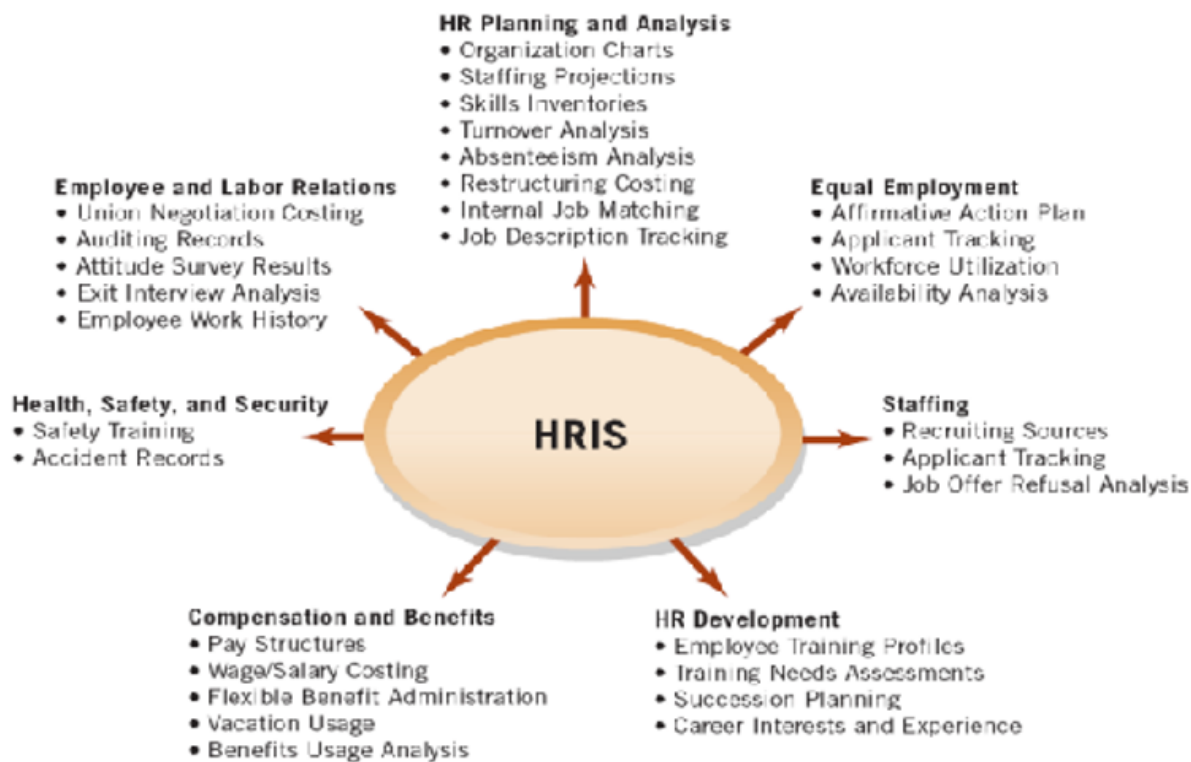 HR Planning and Analysis
• Organization Charts
• Staffing Projections
• Skills Inventories
• Turnover Analysis
• Absenteeism Analysis
• Restructuring Costing
• Internal Job Matching
• Job Description Tracking
Employee and Labor Relations
• Union Negotiation Costing
• Auditing Records
• Attitude Survey Results
• Exit Interview Analysis
• Employee Work History
Equal Employment
• Affirmative Action Plan
• Applicant Tracking
• Workforce Utilization
• Availability Analysis
Health, Safety, and Security
• Safety Training
• Accident Records
HRIS
Staffing
• Recruiting Sources
• Applicant Tracking
• Job Offer Refusal Analysis
Compensation and Benefits
• Pay Structures
• Wage/Salary Costing
• Flexible Benefit Administration
• Vacation Usage
• Benefits Usage Analysis
HR Development
• Employee Training Profiles
• Training Needs Assessments
• Succession Planning
• Career Interests and Experience